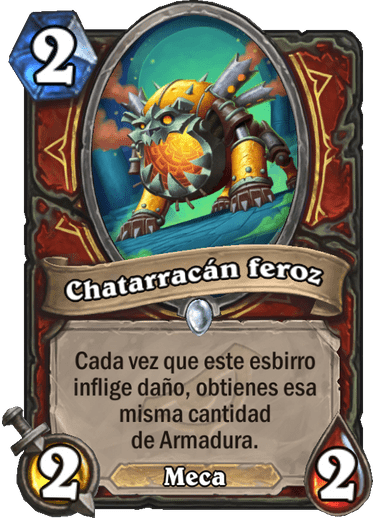 2
Chatarracán feroz
Cada vez que este esbirro
inflige daño, obtienes esa
misma cantidad
de Armadura.
2
Meca
2